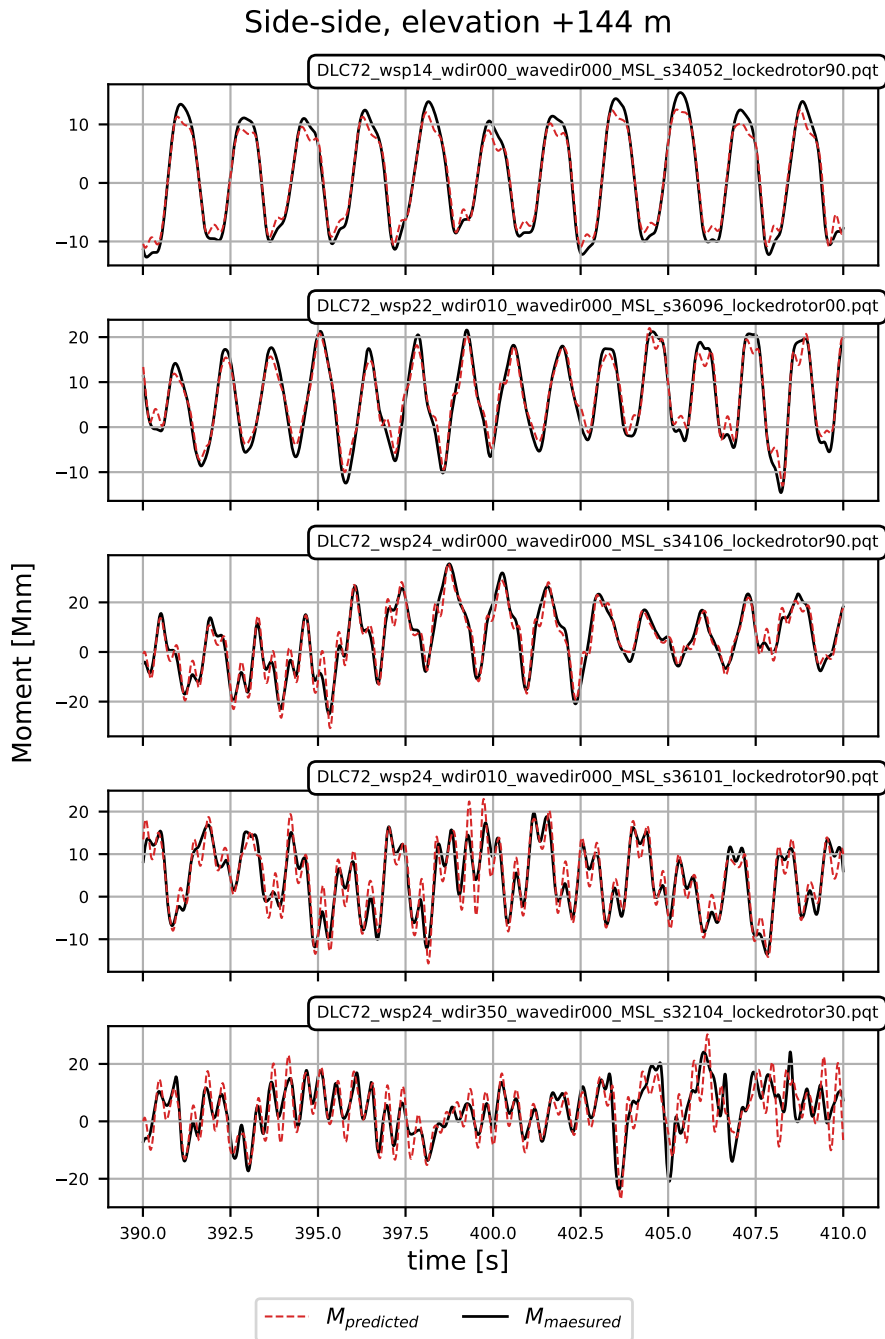 Side-side, elevation +144 m
DLC72_wsp14_wdir000_wavedir000_MSL_s34052_lockedrotor90.pqt
10
0
−10
DLC72_wsp22_wdir010_wavedir000_MSL_s36096_lockedrotor00.pqt
20
10
0
−10
DLC72_wsp24_wdir000_wavedir000_MSL_s34106_lockedrotor90.pqt
20
0
−20
Moment [Mnm]
DLC72_wsp24_wdir010_wavedir000_MSL_s36101_lockedrotor90.pqt
20
10
0
−10
DLC72_wsp24_wdir350_wavedir000_MSL_s32104_lockedrotor30.pqt
20
0
−20
390.0 392.5 395.0 397.5 400.0 402.5 405.0 407.5 410.0
time [s]
M_predicted M_maesured